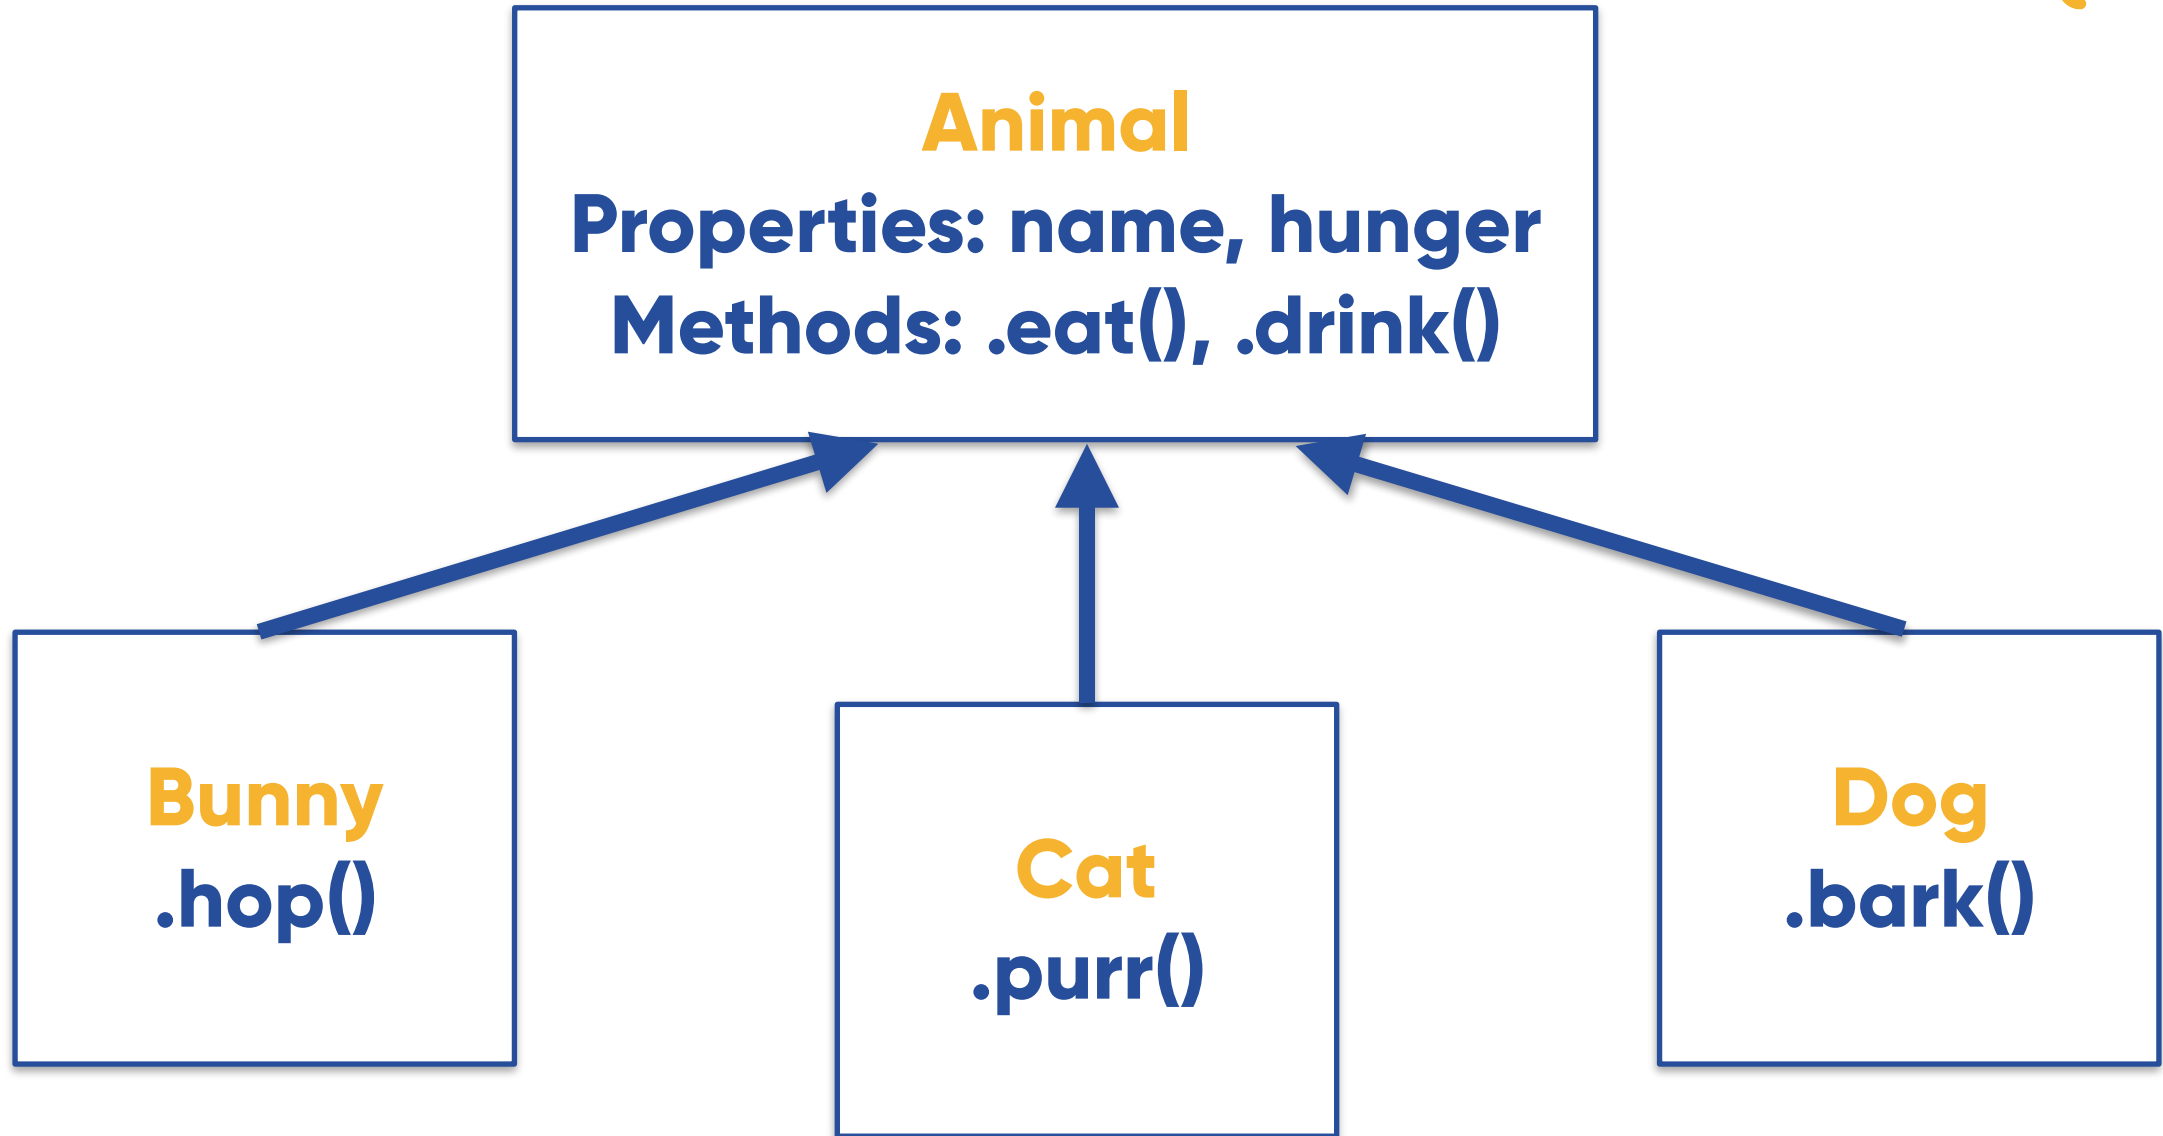 Animal
Properties: name, hunger
Methods: .eat(), .drink()
Bunny
.hop()
Cat
.purr()
Dog
.bark()